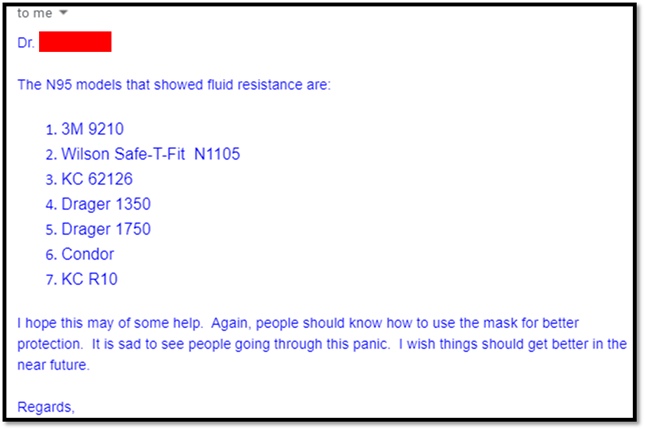 to me
Dr.
The N95 models that showed fluid resistance are:
1. 3M 9210
2. Wilson Safe-T-Fit N1105
3. KC 62126
4. Drager 1350
5. Drager 1750
6. Condor
7. KC R10
I hope this may of some help. Again, people should know how to use the mask for better
protection. It is sad to see people going through this panic. I wish things should get better in the
near future.
Regards,